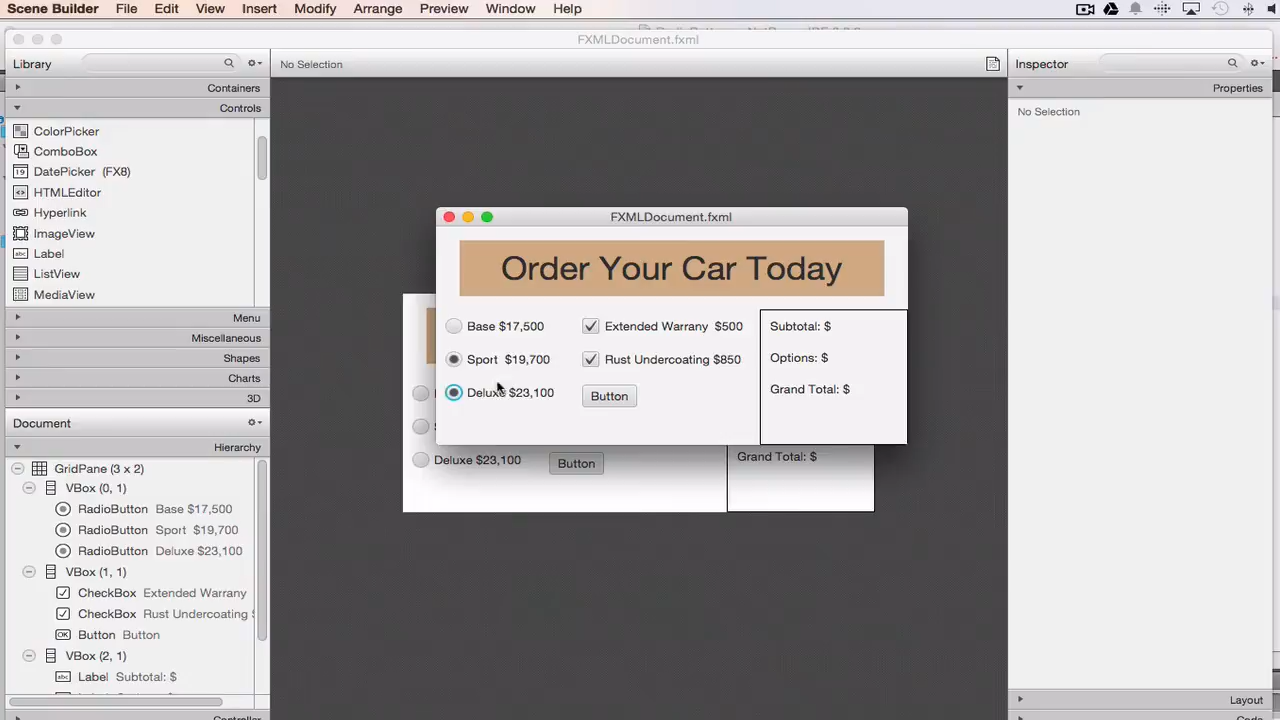 Scene Builder File Edit View Insert Modify Arrange Preview Window Help
FXMLDocument.fxml
Library
No Selection
Inspector
Containers
Properties
Controls
No Selection
ColorPicker
ComboBox
DatePicker (FX8)
HTMLEditor
Hyperlink
ImageView
Label
ListView
MediaView
Menu
Miscellaneous
Shapes
Charts
3D
FXMLDocument.fxml
Order Your Car Today
Base $17,500
Extended Warrany $500
Subtotal: $
Sport $19,700
Rust Undercoating $850
Options: $
Deluxe $23,100
Button
Grand Total: $
Deluxe $23,100
Button
Grand Total: $
Document
Hierarchy
GridPane (3 x 2)
VBox (0, 1)
RadioButton Base $17,500
RadioButton Sport $19,700
RadioButton Deluxe $23,100
VBox (1, 1)
CheckBox Extended Warrany
CheckBox Rust Undercoating
Button Button
VBox (2, 1)
Label Subtotal: $
Controller
Layout
Code